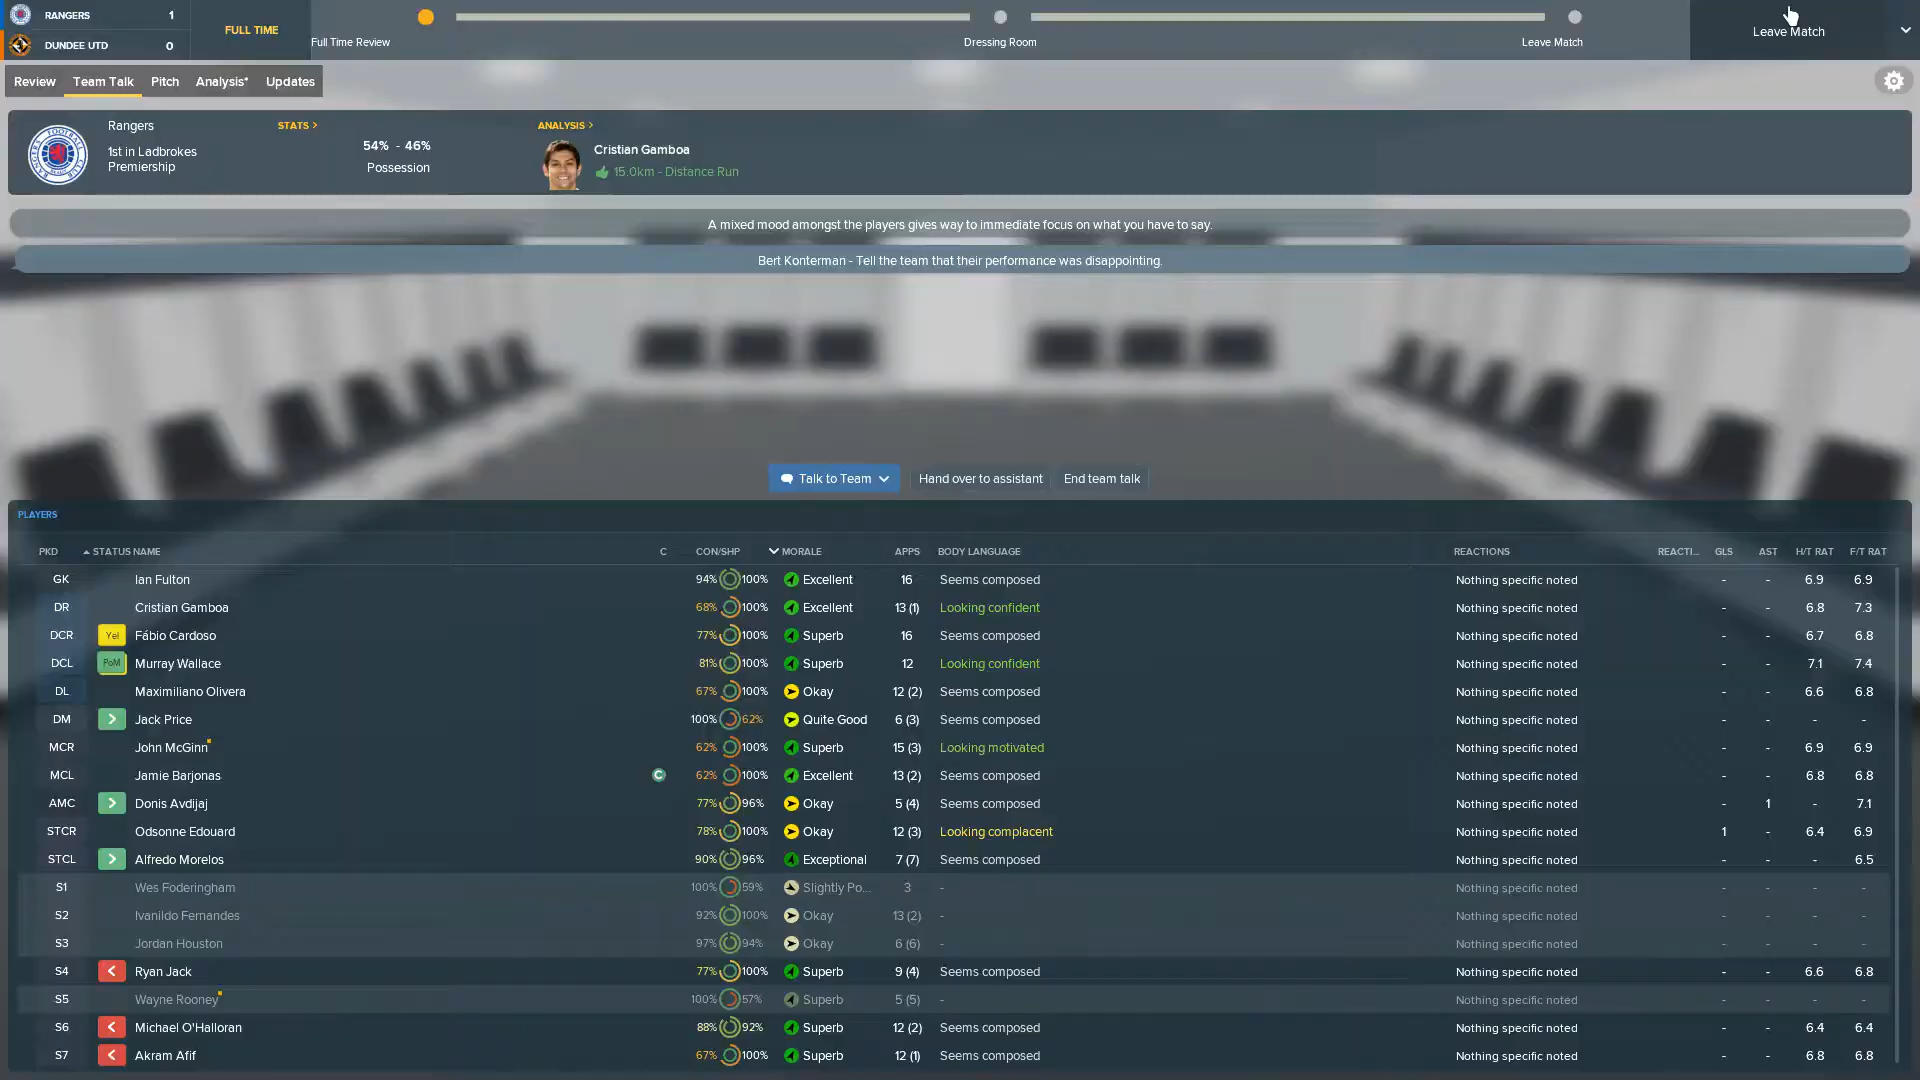 RANGERS 1
DUNDEE UTD 0
FULL TIME
Full Time Review
Dressing Room
Leave Match
Leave Match
Review Team Talk Pitch Analysis* Updates
Rangers
1st in Ladbrokes
Premiership
STATS >
54% - 46%
Possession
ANALYSIS >
Cristian Gamboa
15.0km - Distance Run
A mixed mood amongst the players gives way to immediate focus on what you have to say.
Bert Konterman - Tell the team that their performance was disappointing.
Talk to Team Hand over to assistant End team talk
PLAYERS
PKD STATUS NAME C CON/SHP MORALE APPS BODY LANGUAGE REACTIONS REACTI... GLS AST H/T RAT F/T RAT
GK Ian Fulton 94% 100% Excellent 16 Seems composed Nothing specific noted - - 6.9 6.9
DR Cristian Gamboa 68% 100% Excellent 13 (1) Looking confident Nothing specific noted - - 6.8 7.3
DCR Yel Fábio Cardoso 77% 100% Superb 16 Seems composed Nothing specific noted - - 6.7 6.8
DCL PoM Murray Wallace 81% 100% Superb 12 Looking confident Nothing specific noted - - 7.1 7.4
DL Maximiliano Olivera 67% 100% Okay 12 (2) Seems composed Nothing specific noted - - 6.6 6.8
DM Jack Price 100% 62% Quite Good 6 (3) Seems composed Nothing specific noted - - - -
MCR John McGinn 62% 100% Superb 15 (3) Looking motivated Nothing specific noted - - 6.9 6.9
MCL Jamie Barjonas C 62% 100% Excellent 13 (2) Seems composed Nothing specific noted - - 6.8 6.8
AMC Donis Avdijaj 77% 96% Okay 5 (4) Seems composed Nothing specific noted - 1 - 7.1
STCR Odsonne Edouard 78% 100% Okay 12 (3) Looking complacent Nothing specific noted 1 - 6.4 6.9
STCL Alfredo Morelos 90% 96% Exceptional 7 (7) Seems composed Nothing specific noted - - - 6.5
S1 Wes Foderingham 100% 59% Slightly Po... 3 - Nothing specific noted - - - -
S2 Ivanildo Fernandes 92% 100% Okay 13 (2) - Nothing specific noted - - - -
S3 Jordan Houston 97% 94% Okay 6 (6) - Nothing specific noted - - - -
S4 Ryan Jack 77% 100% Superb 9 (4) Seems composed Nothing specific noted - - 6.6 6.8
S5 Wayne Rooney 100% 57% Superb 5 (5) - Nothing specific noted - - - -
S6 Michael O'Halloran 88% 92% Superb 12 (2) Seems composed Nothing specific noted - - 6.4 6.4
S7 Akram Afif 67% 100% Superb 12 (1) Seems composed Nothing specific noted - - 6.8 6.8